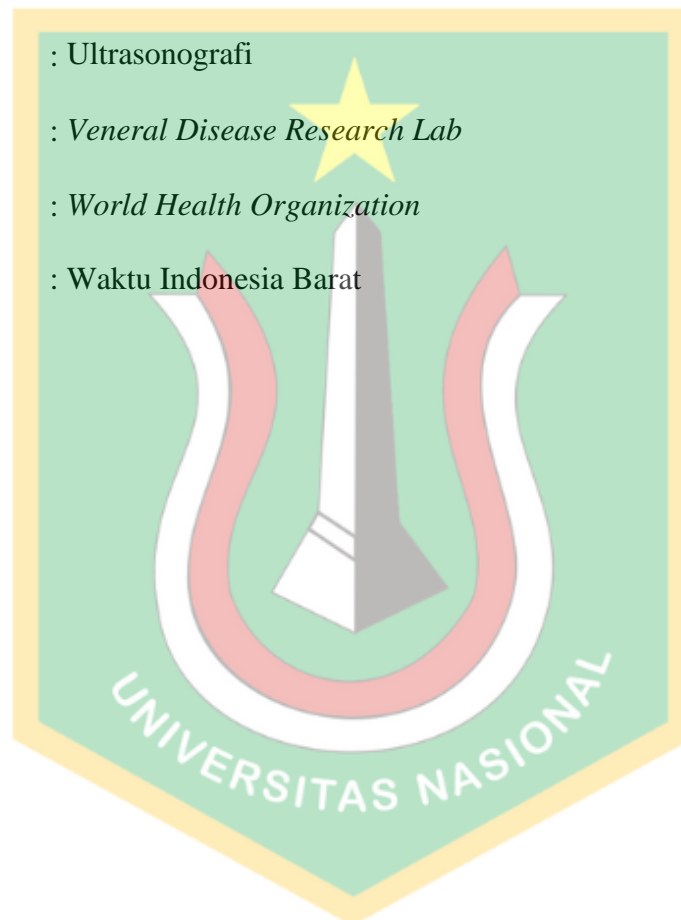 : Ultrasonografi
: Veneral Disease Research Lab
: World Health Organization
: Waktu Indonesia Barat
UNIVERSITAS NASIONAL